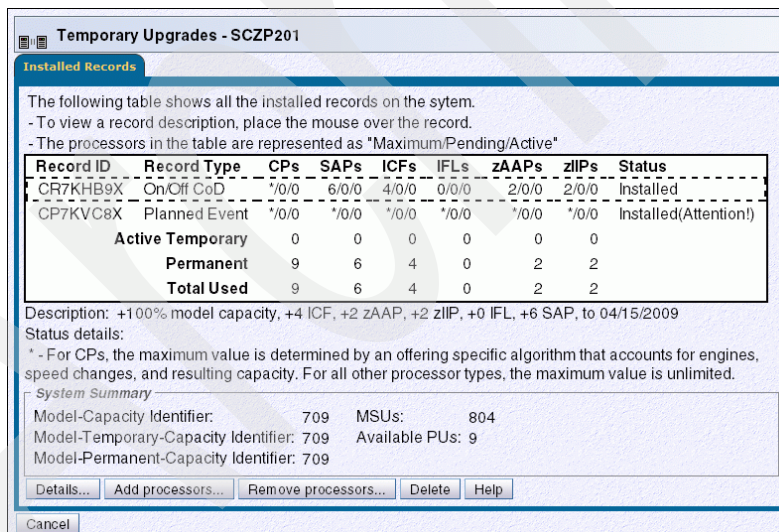 Temporary Upgrades - SCZP201
Installed Records
The following table shows all the installed records on the sytem.
- To view a record description, place the mouse over the record.
- The processors in the table are represented as "Maximum/Pending/Active"
Record ID Record Type CPs SAPs ICFs IFLs zAAPs zIIPs Status
CR7KHB9X On/Off CoD */0/0 6/0/0 4/0/0 0/0/0 2/0/0 2/0/0 Installed
CP7KVC8X Planned Event */0/0 */0/0 */0/0 */0/0 */0/0 */0/0 Installed(Attention!)
Active Temporary 0 0 0 0 0 0
Permanent 9 6 4 0 2 2
Total Used 9 6 4 0 2 2
Description: +100% model capacity, +4 ICF, +2 zAAP, +2 zIIP, +0 IFL, +6 SAP, to 04/15/2009
Status details:
* - For CPs, the maximum value is determined by an offering specific algorithm that accounts for engines,
speed changes, and resulting capacity. For all other processor types, the maximum value is unlimited.
System Summary
Model-Capacity Identifier: 709 MSUs: 804
Model-Temporary-Capacity Identifier: 709 Available PUs: 9
Model-Permanent-Capacity Identifier: 709
Details... Add processors... Remove processors... Delete Help
Cancel